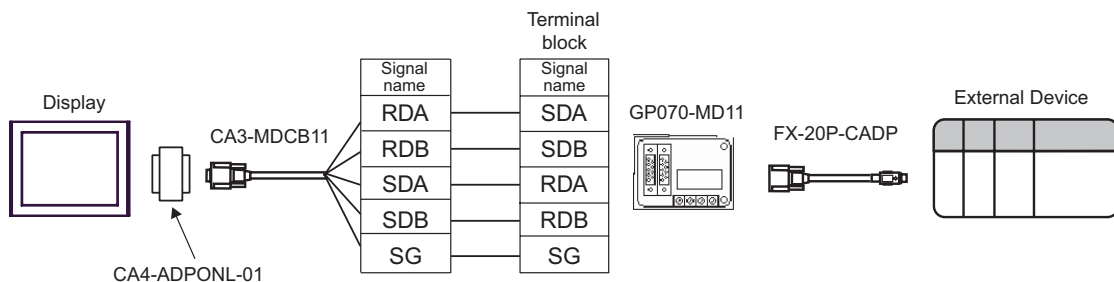 Terminal
block
Signal
name
Signal
name
Display
CA3-MDCB11
GP070-MD11
FX-20P-CADP
External Device
RDA
SDA
RDB
SDB
SDA
RDA
SDB
RDB
SG
SG
CA4-ADPONL-01